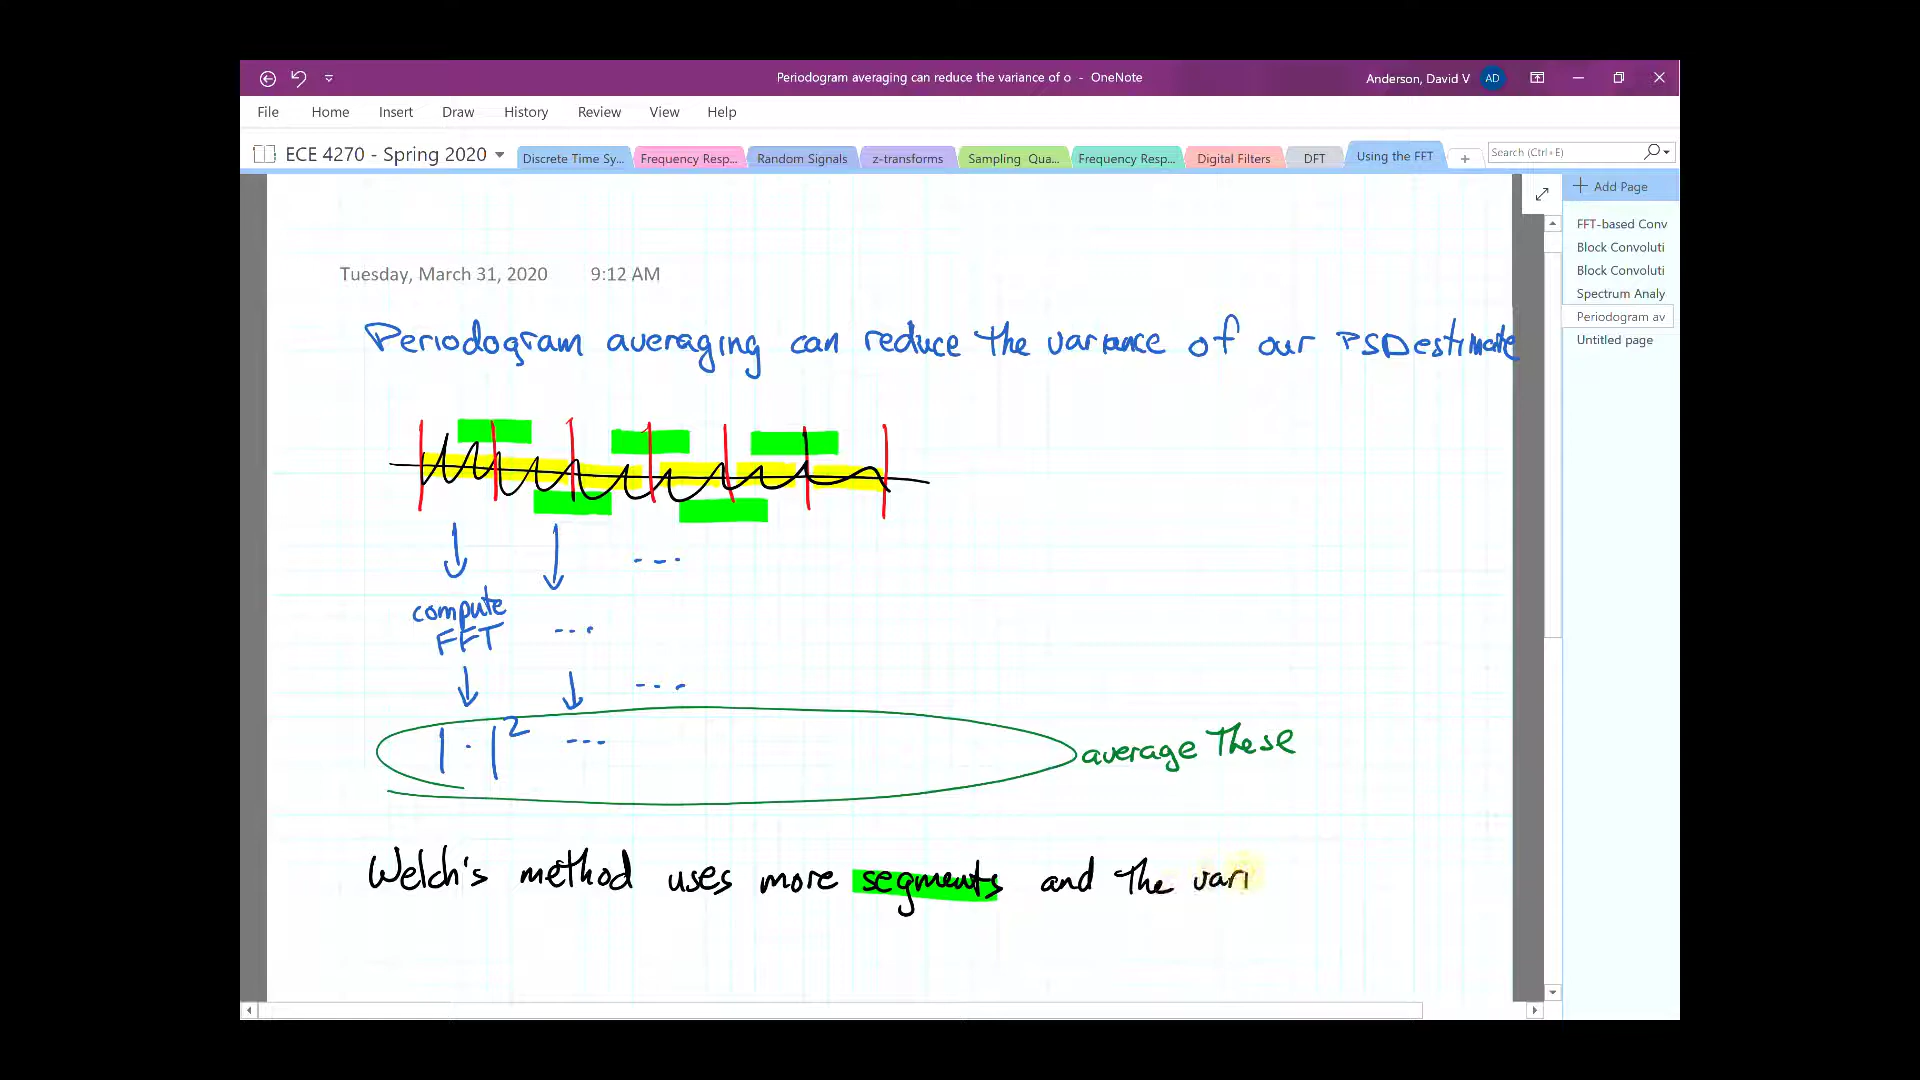 Periodogram averaging can reduce the variance of o - OneNote
Anderson, David V AD
File Home Insert Draw History Review View Help
ECE 4270 - Spring 2020
Discrete Time Sy... Frequency Resp... Random Signals z-transforms Sampling Qua... Frequency Resp... Digital Filters DFT Using the FFT +
Search (Ctrl+E)
+ Add Page
FFT-based Conv
Block Convoluti
Block Convoluti
Spectrum Analy
Periodogram av
Untitled page
Tuesday, March 31, 2020 9:12 AM
Periodogram averaging can reduce the variance of our PSD estimate
---
compute
FFT ---
---
| · |² ---
average these
Welch's method uses more segments and the vari